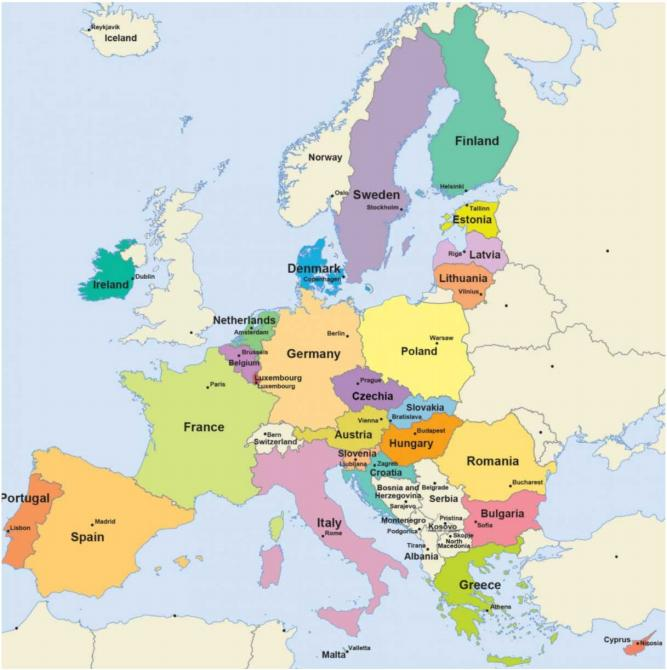 Reykjavik
Iceland
Finland
Norway
Helsinki
Oslo
Sweden
Stockholm
Tallinn
Estonia
Riga
Latvia
Denmark
Copenhagen
Lithuania
Vilnius
Dublin
Ireland
Netherlands
Amsterdam
Berlin
Warsaw
Poland
Germany
Brussels
Belgium
Luxembourg
Luxembourg
Prague
Czechia
Paris
Slovakia
Bratislava
Vienna
Austria
Budapest
Hungary
France
Bern
Switzerland
Slovenia
Ljubljana
Zagreb
Croatia
Romania
Bucharest
Bosnia and
Herzegovina
Sarajevo
Belgrade
Serbia
Portugal
Lisbon
Madrid
Spain
Italy
Rome
Montenegro
Podgorica
Pristina
Kosovo
Sofia
Bulgaria
Skopje
North
Macedonia
Tirana
Albania
Greece
Athens
Cyprus
Nicosia
Malta
Valletta